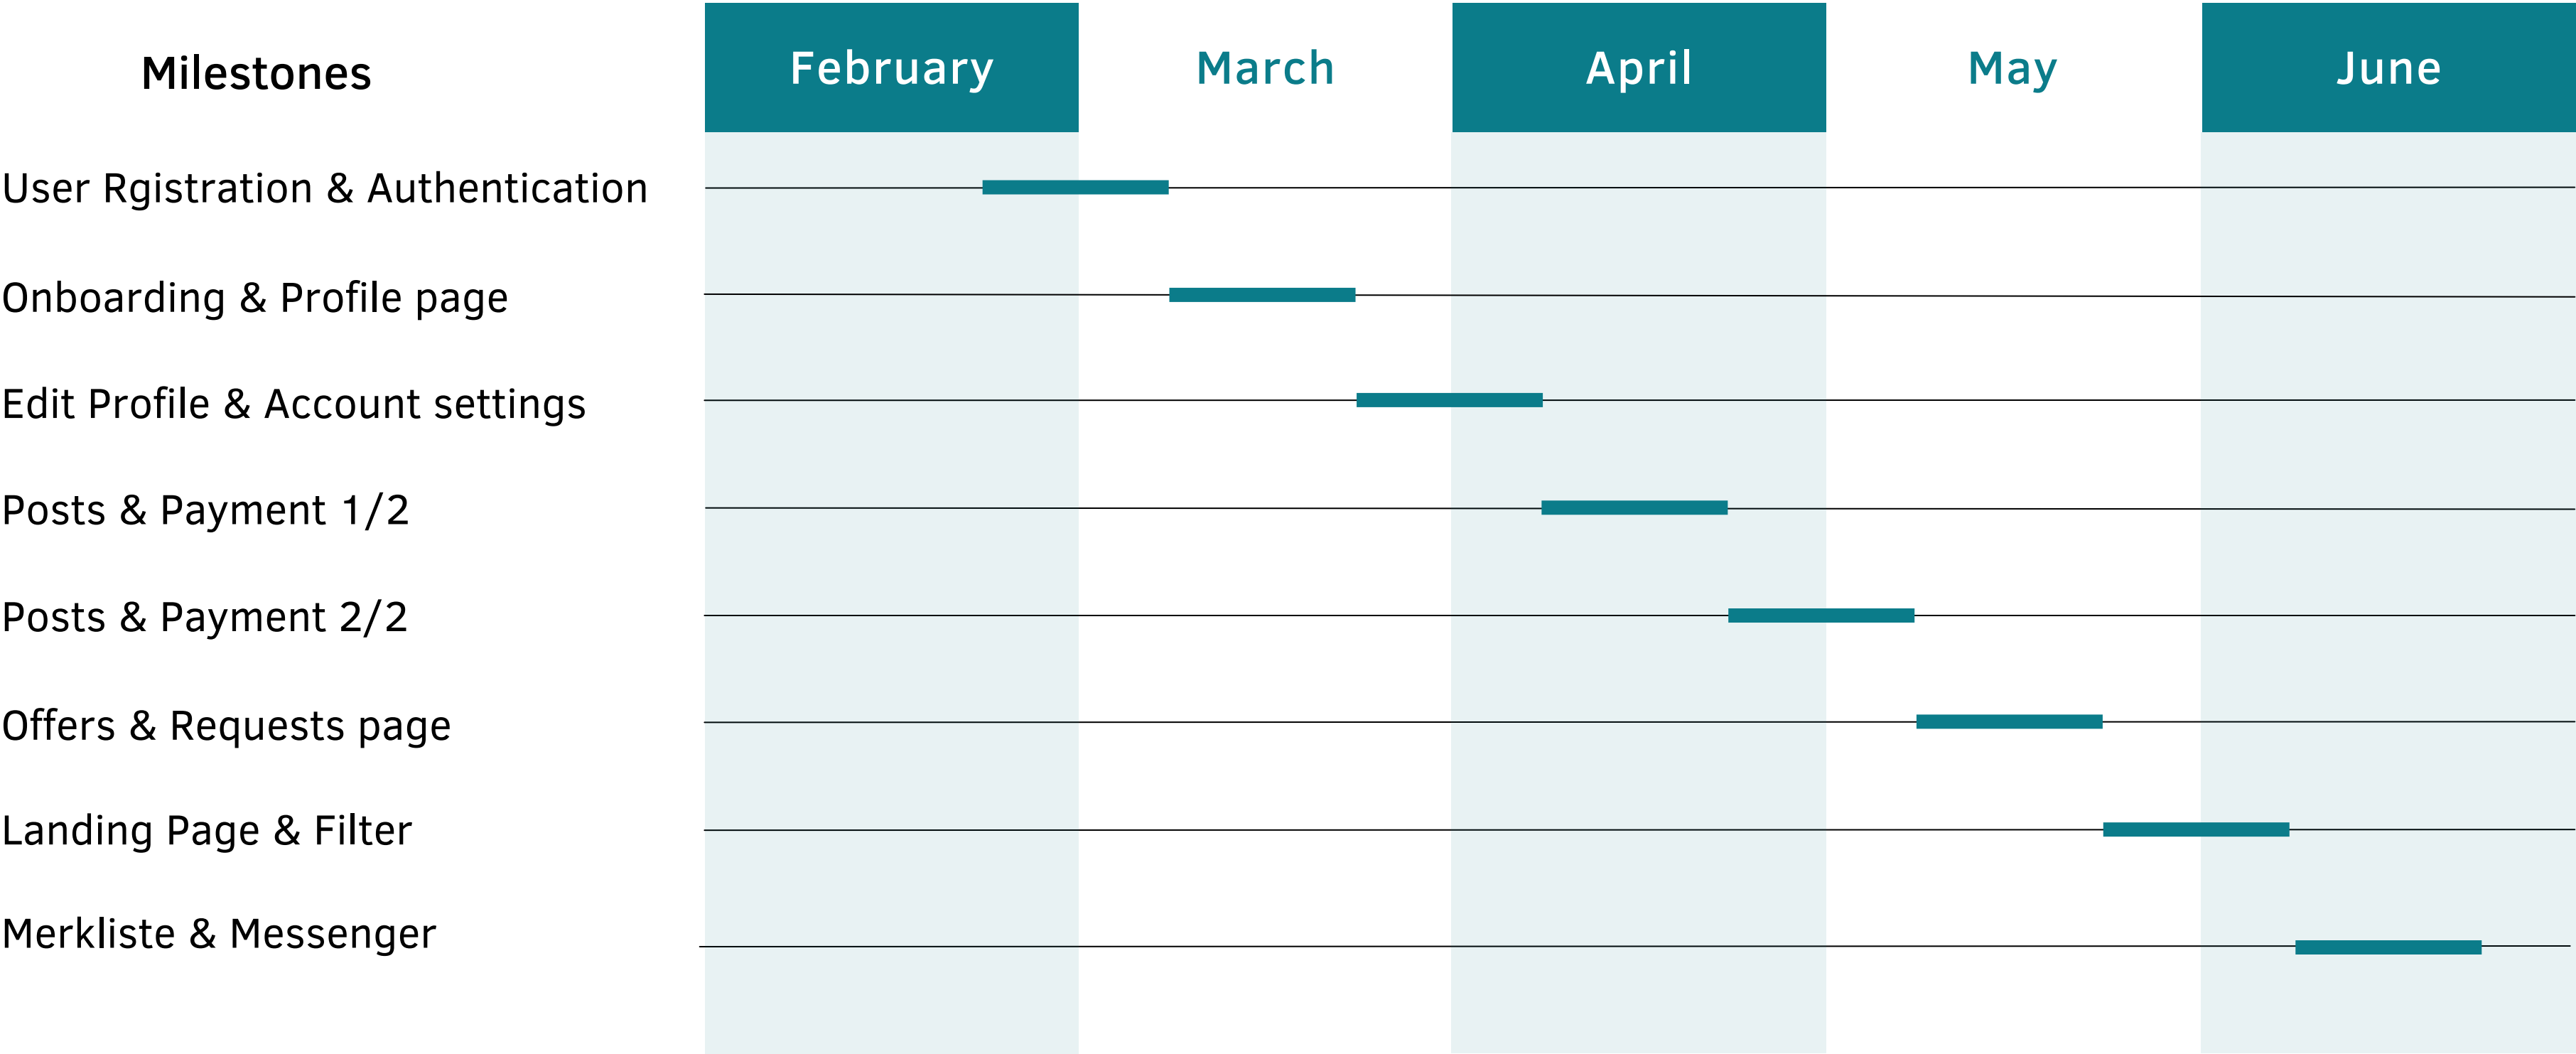 Milestones
February
March
April
May
June
User Rgistration & Authentication
Onboarding & Profile page
Edit Profile & Account settings
Posts & Payment 1/2
Posts & Payment 2/2
Offers & Requests page
Landing Page & Filter
Merkliste & Messenger